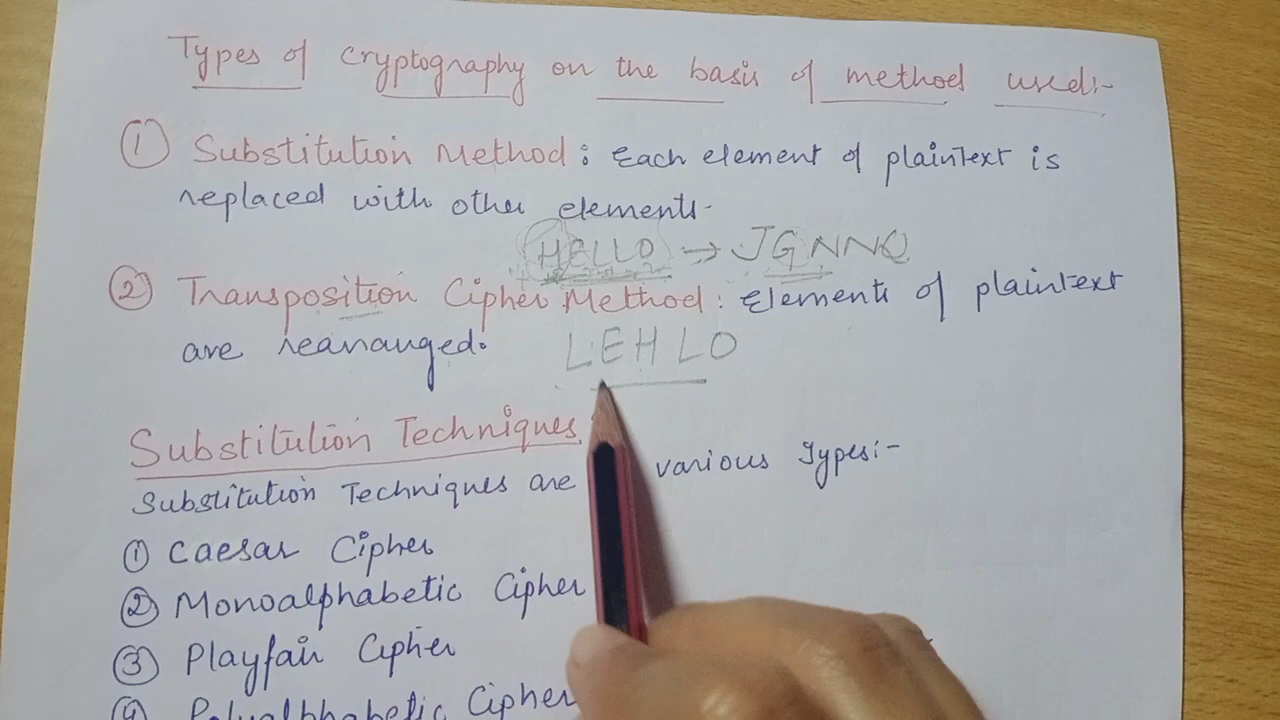 Types of Cryptography on the basis of method used:-
① Substitution Method: Each element of plaintext is
replaced with other elements.
HELLO → JGNNQ
② Transposition Cipher Method: Elements of plaintext
are rearranged.
LEHLO
Substitution Techniques
Substitution Techniques are various Types:-
① Caesar Cipher
② Monoalphabetic Cipher
③ Playfair Cipher
④ Polyalphabetic Cipher